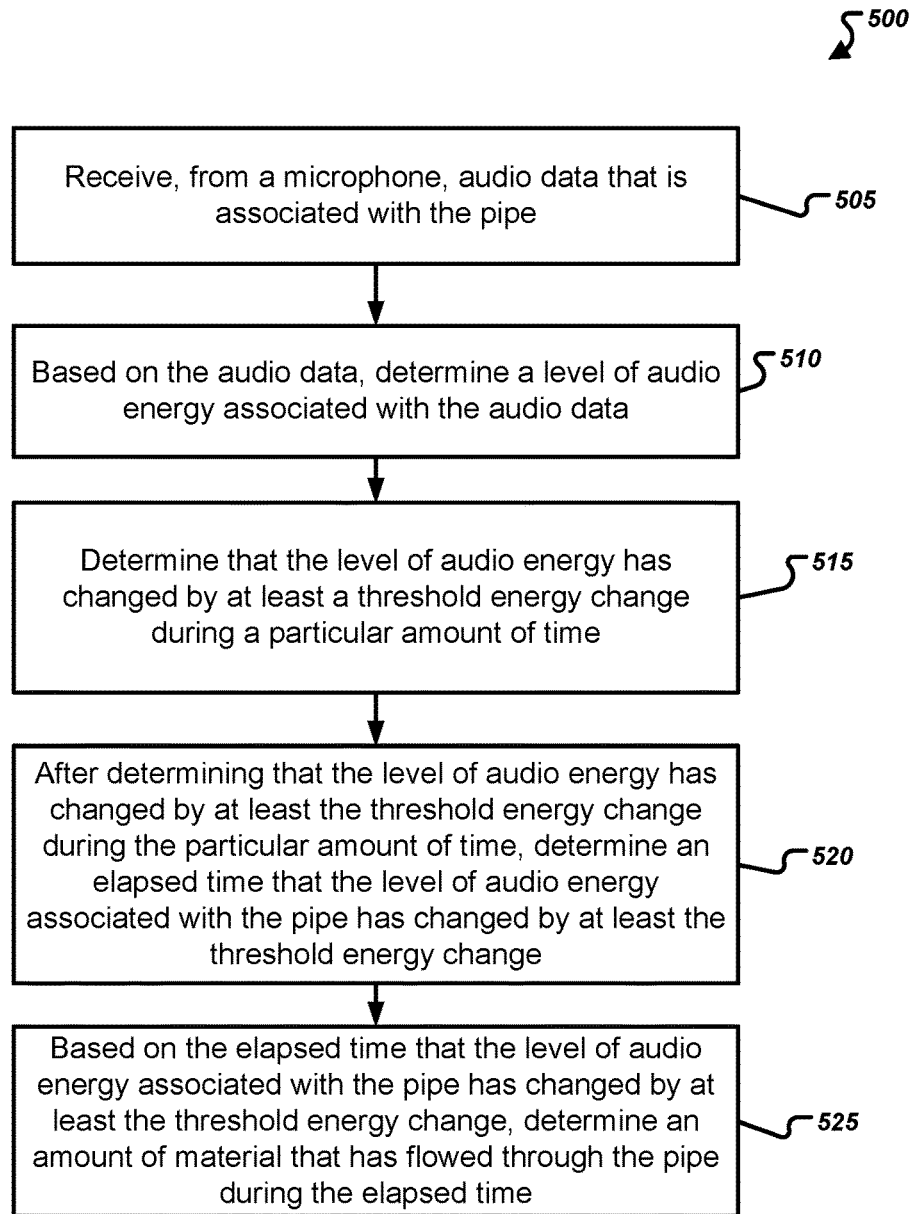 500
Receive, from a microphone, audio data that is
associated with the pipe
505
Based on the audio data, determine a level of audio
energy associated with the audio data
510
Determine that the level of audio energy has
changed by at least a threshold energy change
during a particular amount of time
515
After determining that the level of audio energy has
changed by at least the threshold energy change
during the particular amount of time, determine an
elapsed time that the level of audio energy
associated with the pipe has changed by at least the
threshold energy change
520
Based on the elapsed time that the level of audio
energy associated with the pipe has changed by at
least the threshold energy change, determine an
amount of material that has flowed through the pipe
during the elapsed time
525